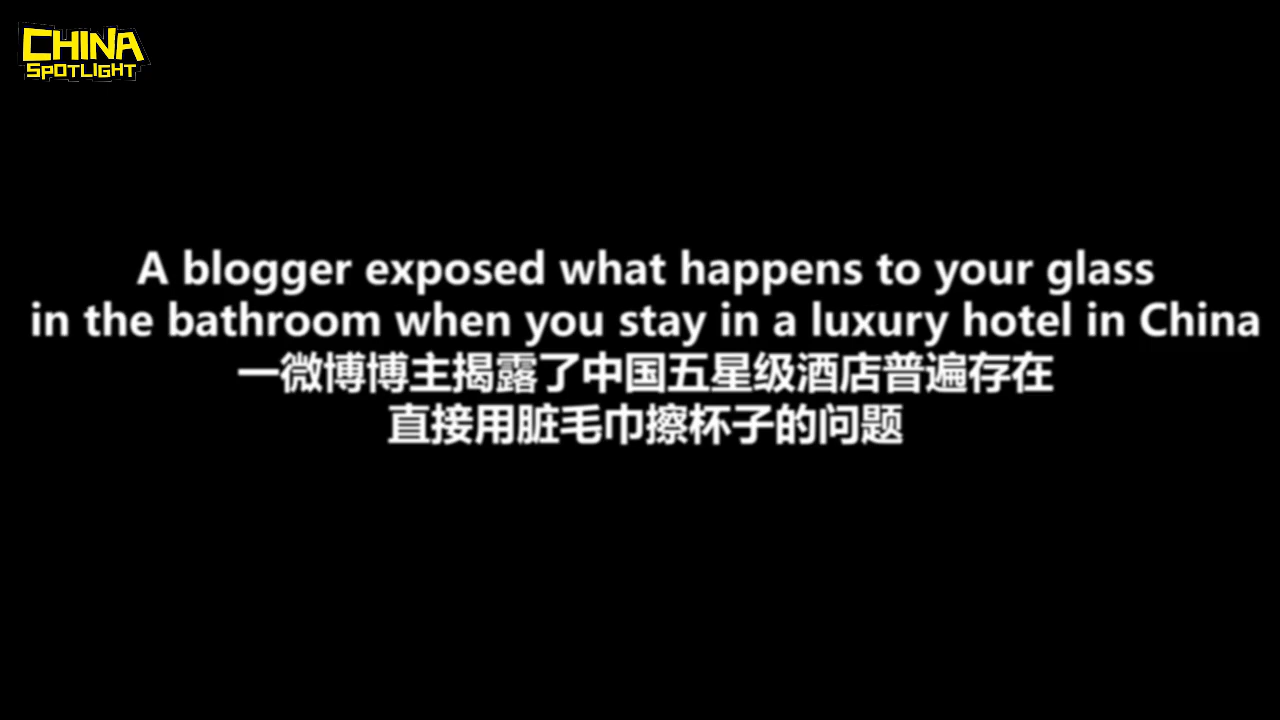 CHINA
SPOTLIGHT
A blogger exposed what happens to your glass
in the bathroom when you stay in a luxury hotel in China
一微博博主揭露了中国五星级酒店普遍存在
直接用脏毛巾擦杯子的问题